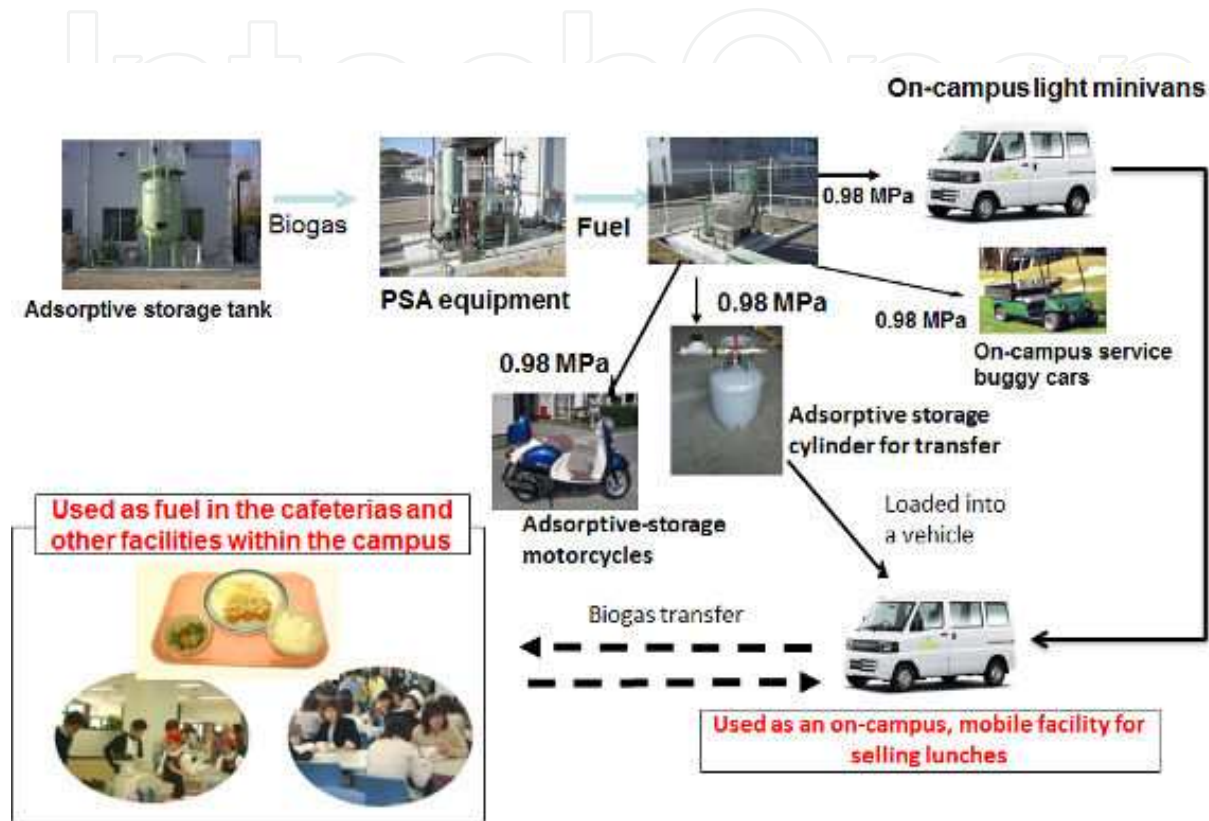 IntechOpen
On-campus light minivans
0.98 MPa
Biogas
Fuel
Adsorptive storage tank
PSA equipment
0.98 MPa
0.98 MPa
On-campus service
buggy cars
0.98 MPa
Adsorptive storage
cylinder for transfer
Adsorptive-storage
motorcycles
Loaded into
a vehicle
Used as fuel in the cafeterias and
other facilities within the campus
Biogas transfer
Used as an on-campus, mobile facility for
selling lunches